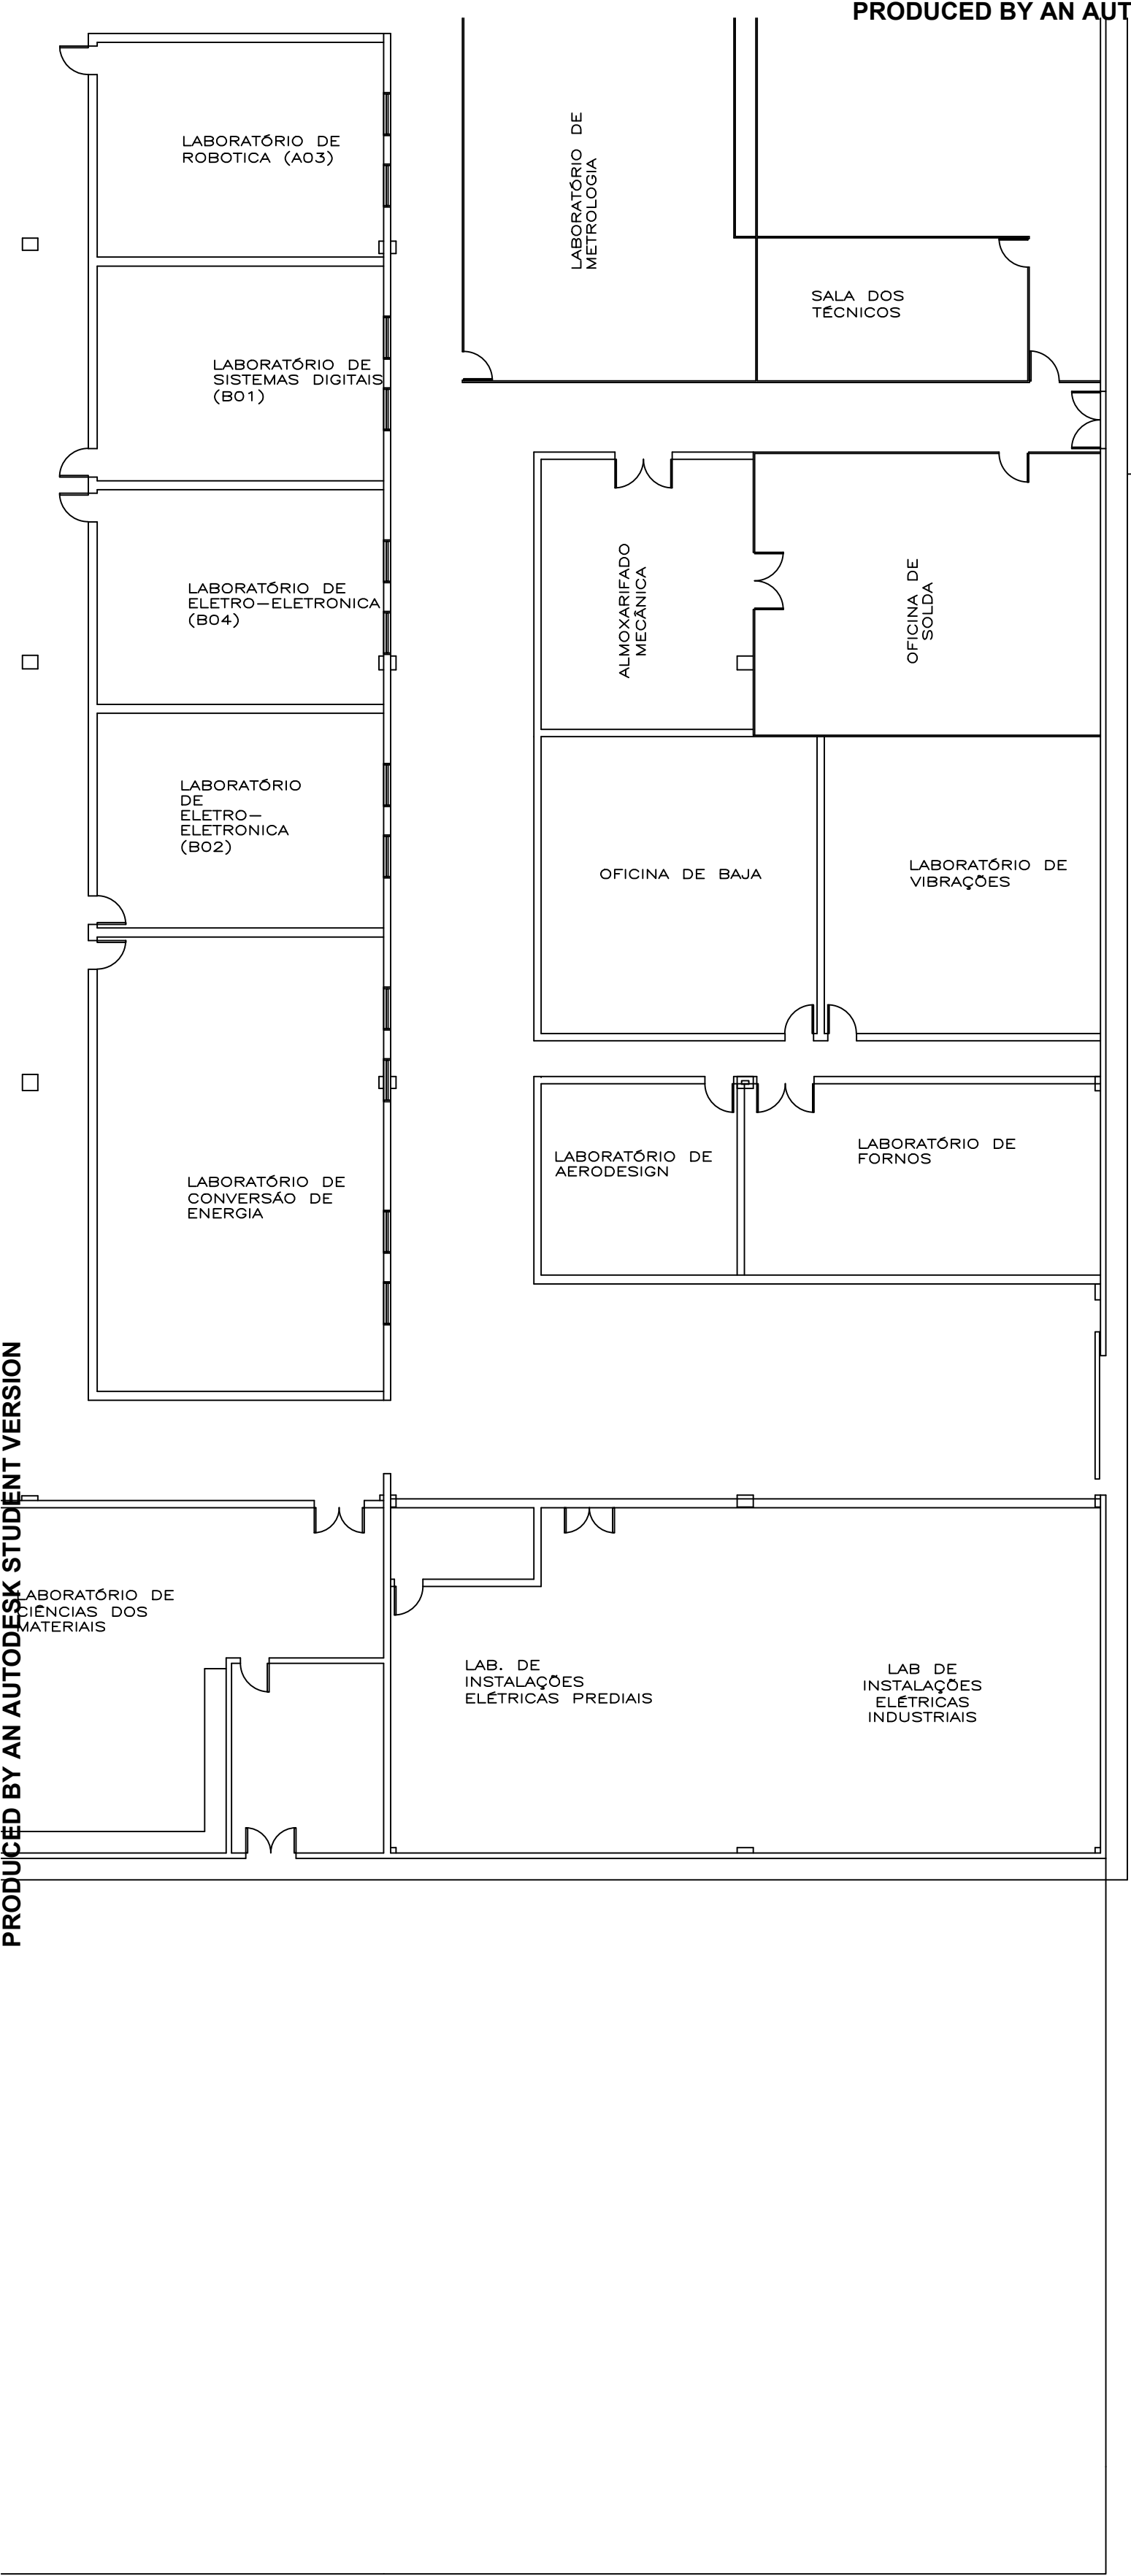 PRODUCED BY AN AUT
LABORATÓRIO DE
ROBOTICA (A03)
LABORATÓRIO DE
METROLOGIA
SALA DOS
TÉCNICOS
LABORATÓRIO DE
SISTEMAS DIGITAIS
(B01)
LABORATÓRIO DE
ELETRO-ELETRONICA
(B04)
ALMOXARIFADO
MECÂNICA
OFICINA DE
SOLDA
LABORATÓRIO
DE
ELETRO-
ELETRONICA
(B02)
OFICINA DE BAJA
LABORATÓRIO DE
VIBRAÇÕES
LABORATÓRIO DE
AERODESIGN
LABORATÓRIO DE
FORNOS
LABORATÓRIO DE
CONVERSÁO DE
ENERGIA
PRODUCED BY AN AUTODESK STUDENT VERSION
LABORATÓRIO DE
CIÊNCIAS DOS
MATERIAIS
LAB. DE
INSTALAÇÕES
ELÉTRICAS PREDIAIS
LAB DE
INSTALAÇÕES
ELÉTRICAS
INDUSTRIAIS